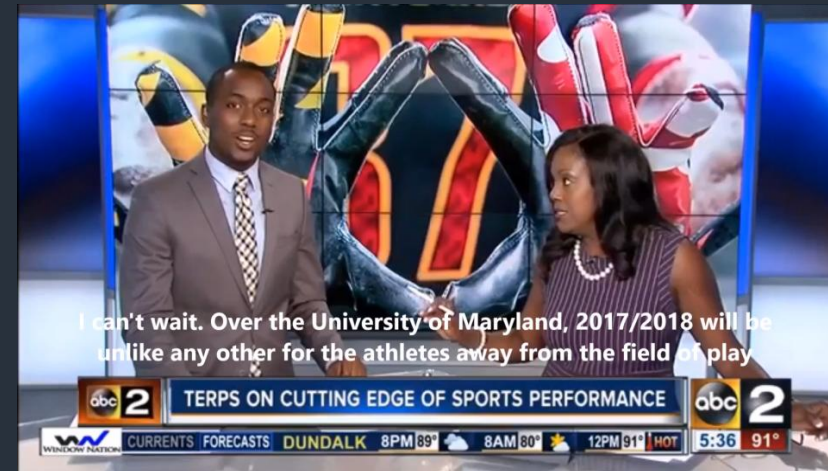 I can't wait. Over the University of Maryland, 2017/2018 will be
unlike any other for the athletes away from the field of play
abc 2 TERPS ON CUTTING EDGE OF SPORTS PERFORMANCE abc 2
WINDOW NATION CURRENTS FORECASTS DUNDALK 8PM 89° 8AM 80° 12PM 91° HOT 5:36 91°